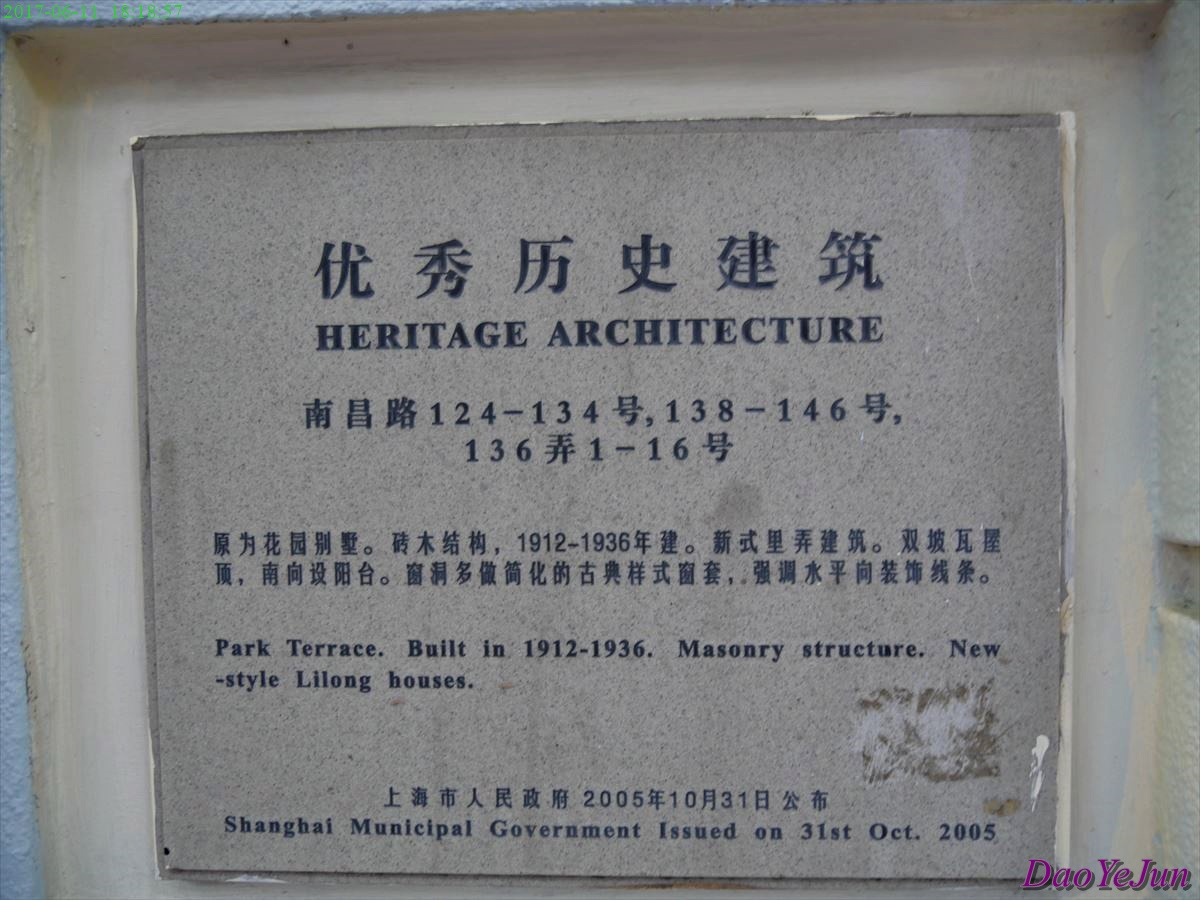 2017-06-11 18:18:57
优秀历史建筑
HERITAGE ARCHITECTURE
南昌路124-134号,138-146号,
136弄1-16号
原为花园别墅。砖木结构，1912-1936年建。新式里弄建筑。双坡瓦屋
顶，南向设阳台。窗洞多做简化的古典样式窗套，强调水平向装饰线条。
Park Terrace. Built in 1912-1936. Masonry structure. New
-style Lilong houses.
上海市人民政府 2005年10月31日公布
Shanghai Municipal Government Issued on 31st Oct. 2005
DaoYeJun